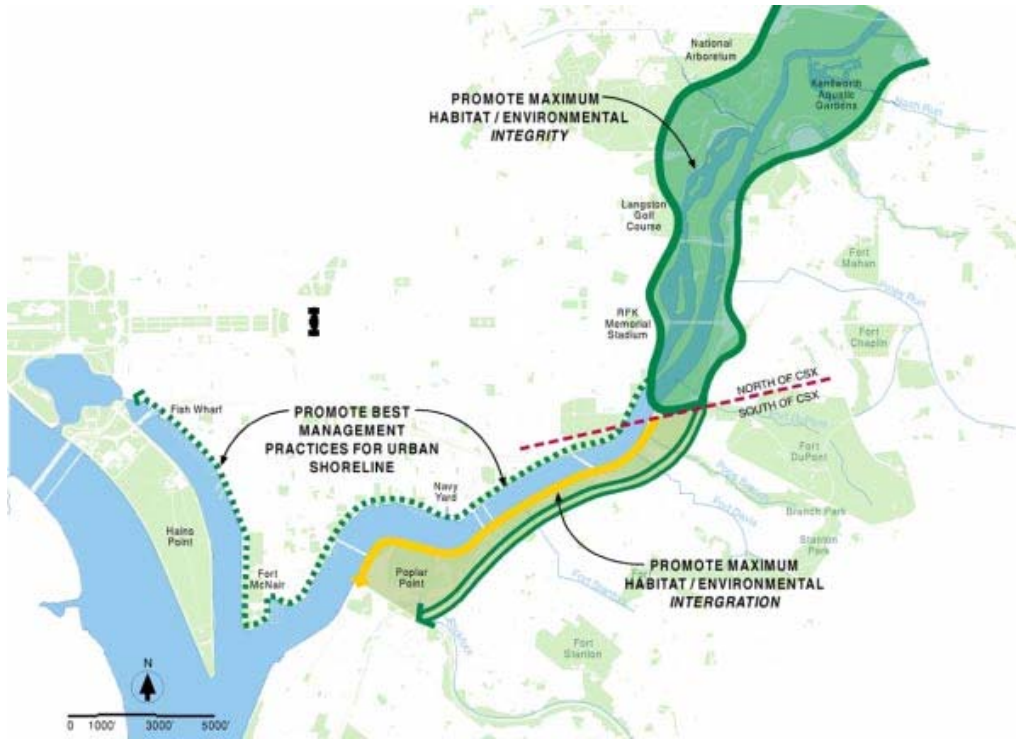 National
Arboretum
Kenilworth
Aquatic
Gardens
PROMOTE MAXIMUM
HABITAT / ENVIRONMENTAL
INTEGRITY
Langston
Golf
Course
Fort
Mahan
RFK
Memorial
Stadium
Fort
Chaplin
NORTH OF CSX
SOUTH OF CSX
Fish Wharf
PROMOTE BEST
MANAGEMENT
PRACTICES FOR URBAN
SHORELINE
Fort
DuPont
Navy
Yard
Branch Park
Stanton
Park
Hains
Point
Fort
McNair
Poplar
Point
PROMOTE MAXIMUM
HABITAT / ENVIRONMENTAL
INTERGRATION
Fort
Stanton
N
0 1000' 3000' 5000'